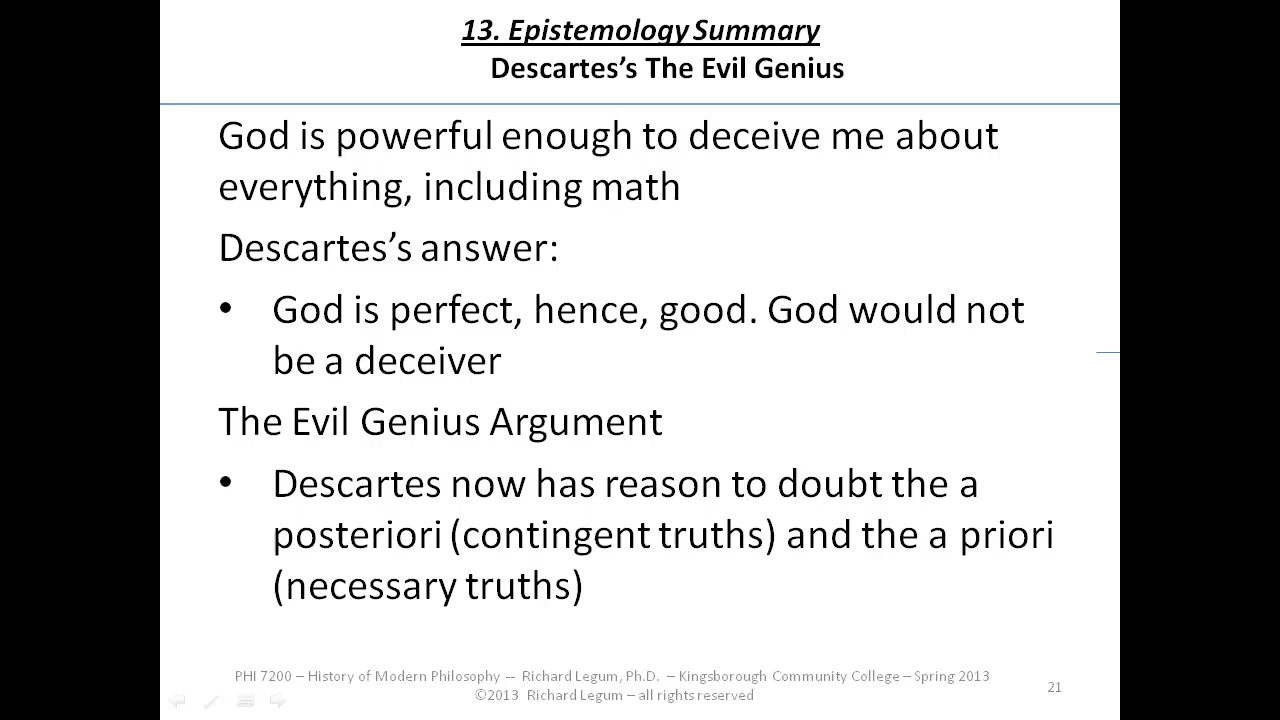 13. Epistemology Summary
Descartes's The Evil Genius
God is powerful enough to deceive me about
everything, including math
Descartes’s answer:
• God is perfect, hence, good. God would not
be a deceiver
The Evil Genius Argument
• Descartes now has reason to doubt the a
posteriori (contingent truths) and the a priori
(necessary truths)
PHI 7200 – History of Modern Philosophy -- Richard Legum, Ph.D. – Kingsborough Community College – Spring 2013
©2013 Richard Legum – all rights reserved
21